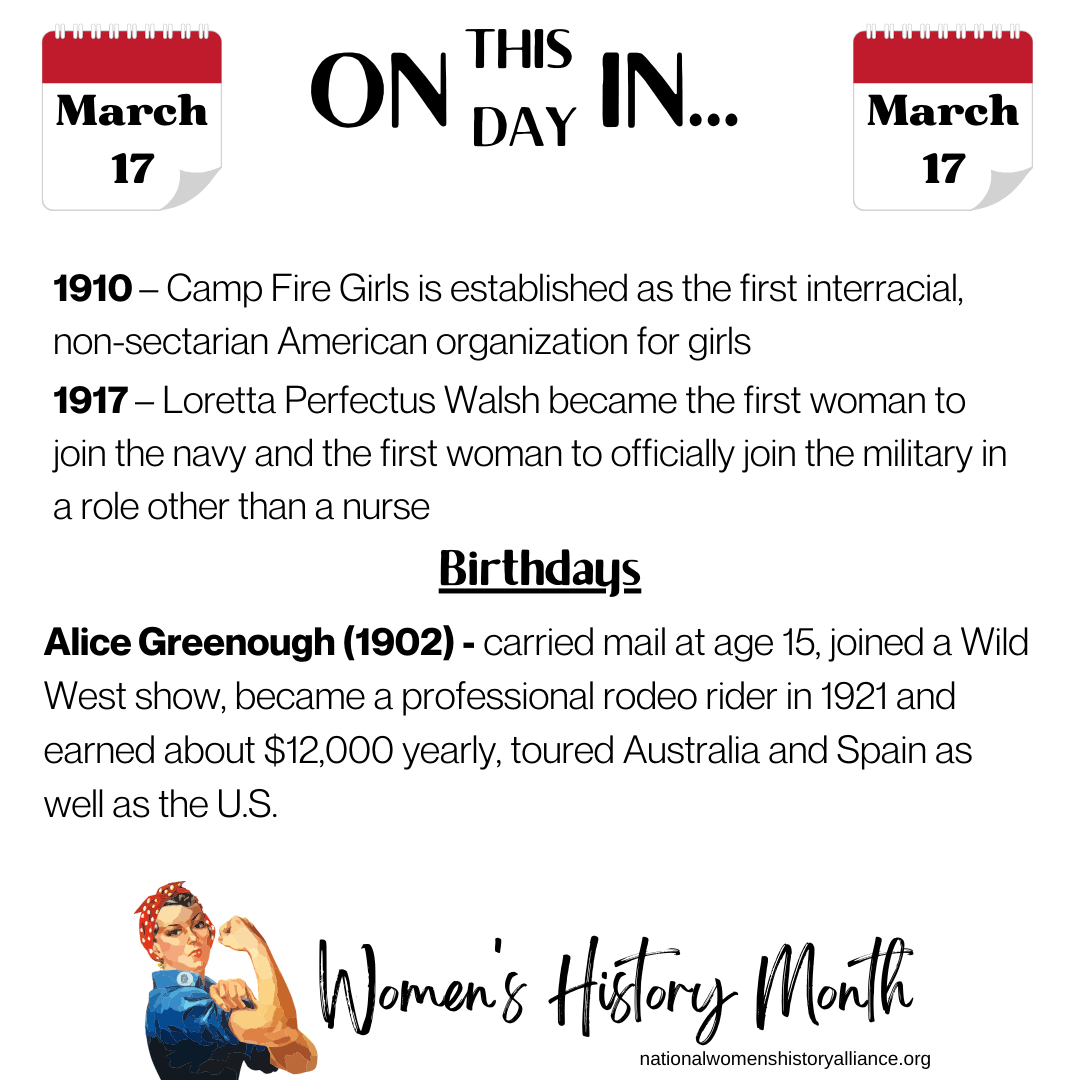 March
17
ON THIS DAY IN...
March
17
1910 – Camp Fire Girls is established as the first interracial,
non-sectarian American organization for girls
1917 – Loretta Perfectus Walsh became the first woman to
join the navy and the first woman to officially join the military in
a role other than a nurse
Birthdays
Alice Greenough (1902) - carried mail at age 15, joined a Wild
West show, became a professional rodeo rider in 1921 and
earned about $12,000 yearly, toured Australia and Spain as
well as the U.S.
Women's History Month
nationalwomenshistoryalliance.org